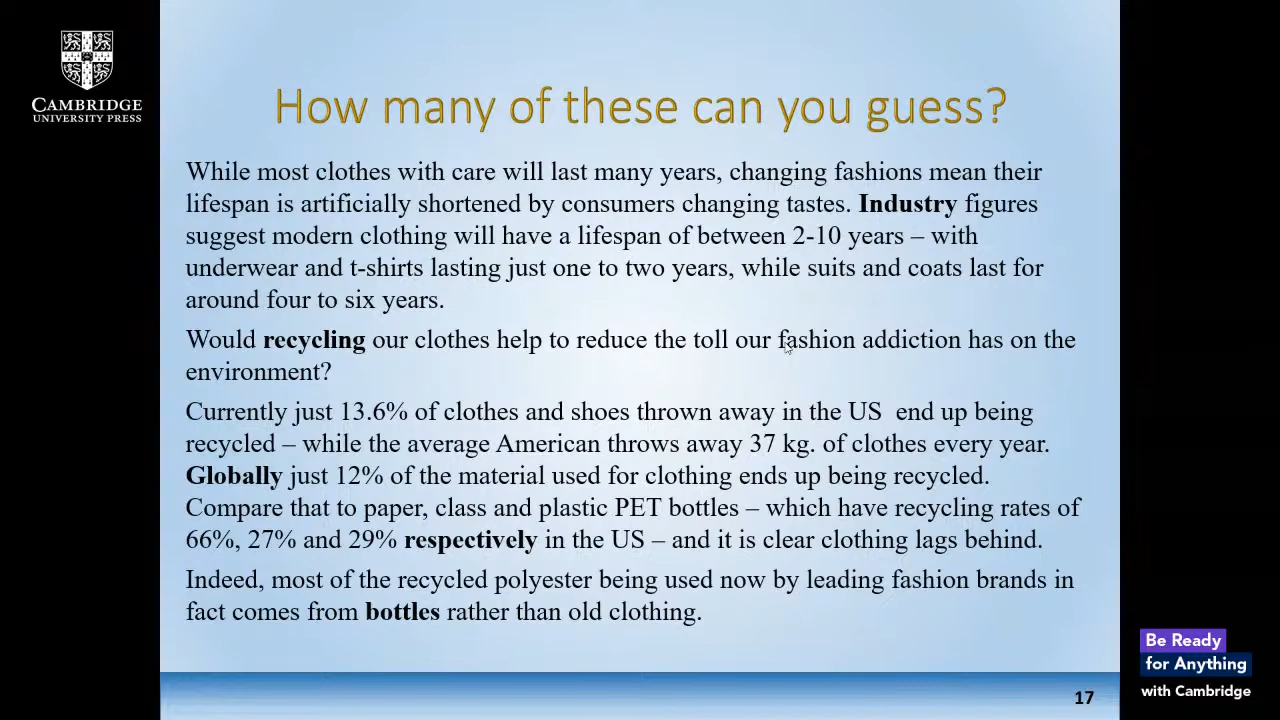 CAMBRIDGE
UNIVERSITY PRESS
How many of these can you guess?
While most clothes with care will last many years, changing fashions mean their
lifespan is artificially shortened by consumers changing tastes. Industry figures
suggest modern clothing will have a lifespan of between 2-10 years – with
underwear and t-shirts lasting just one to two years, while suits and coats last for
around four to six years.
Would recycling our clothes help to reduce the toll our fashion addiction has on the
environment?
Currently just 13.6% of clothes and shoes thrown away in the US end up being
recycled – while the average American throws away 37 kg. of clothes every year.
Globally just 12% of the material used for clothing ends up being recycled.
Compare that to paper, class and plastic PET bottles – which have recycling rates of
66%, 27% and 29% respectively in the US – and it is clear clothing lags behind.
Indeed, most of the recycled polyester being used now by leading fashion brands in
fact comes from bottles rather than old clothing.
Be Ready
for Anything
with Cambridge
17